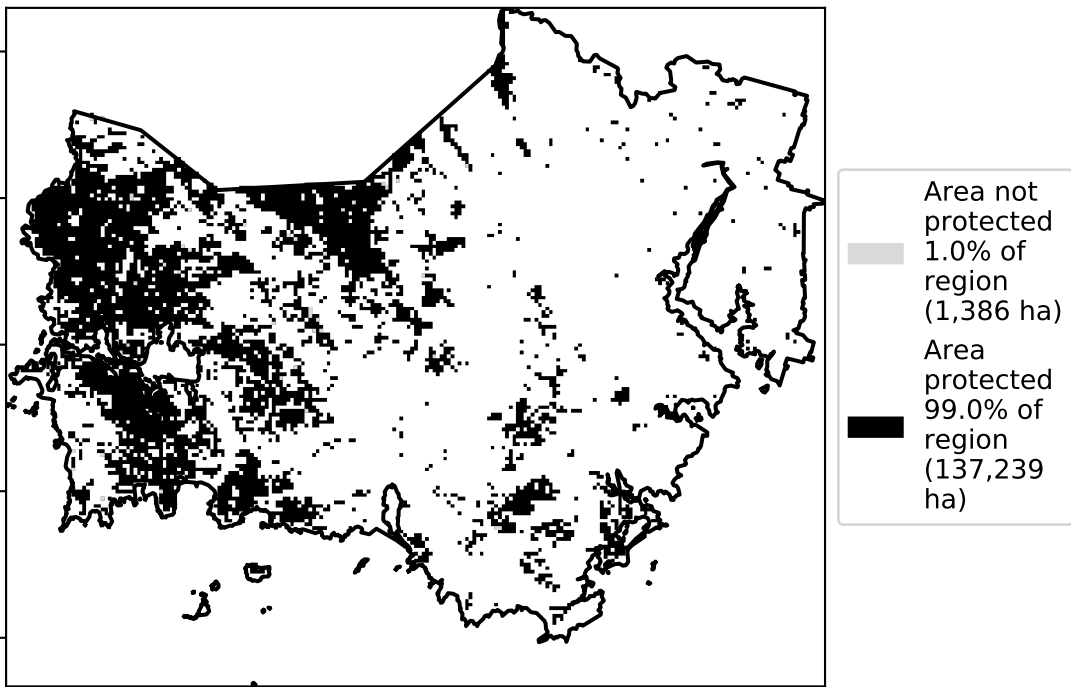 Area not
protected
1.0% of
region
(1,386 ha)
Area
protected
99.0% of
region
(137,239
ha)